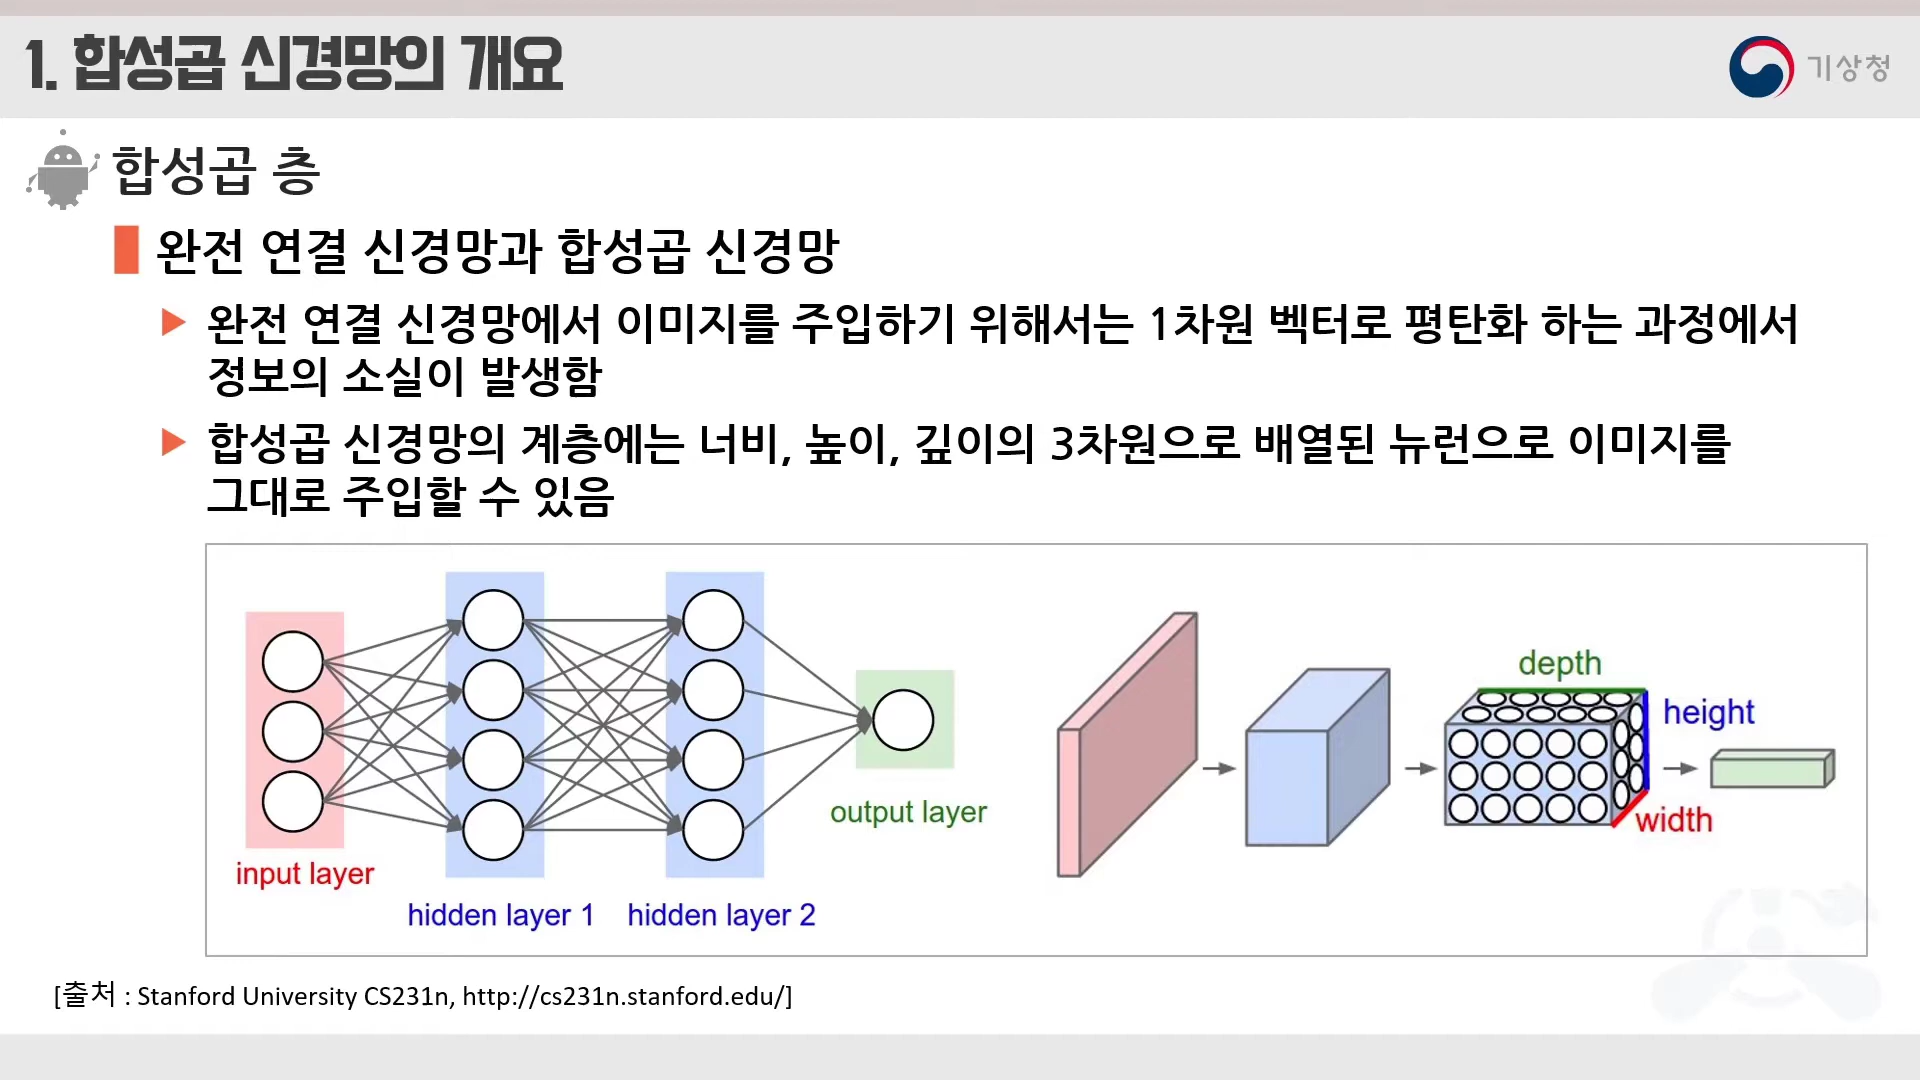 1. 합성곱 신경망의 개요
기상청
합성곱 층
완전 연결 신경망과 합성곱 신경망
완전 연결 신경망에서 이미지를 주입하기 위해서는 1차원 벡터로 평탄화 하는 과정에서
정보의 소실이 발생함
합성곱 신경망의 계층에는 너비, 높이, 깊이의 3차원으로 배열된 뉴런으로 이미지를
그대로 주입할 수 있음
input layer
hidden layer 1
hidden layer 2
output layer
depth
height
width
[출처 : Stanford University CS231n, http://cs231n.stanford.edu/]